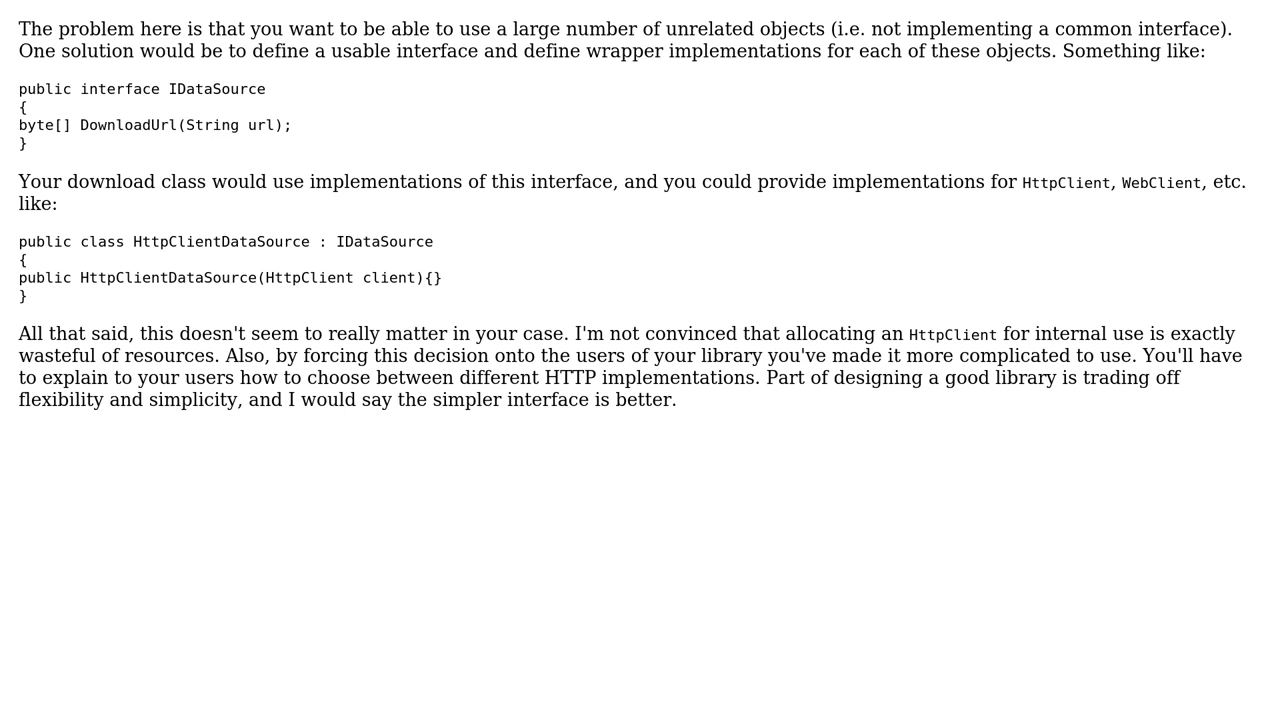 The problem here is that you want to be able to use a large number of unrelated objects (i.e. not implementing a common interface).
One solution would be to define a usable interface and define wrapper implementations for each of these objects. Something like:
public interface IDataSource
{
byte[] DownloadUrl(String url);
}
Your download class would use implementations of this interface, and you could provide implementations for HttpClient, WebClient, etc.
like:
public class HttpClientDataSource : IDataSource
{
public HttpClientDataSource(HttpClient client){}
}
All that said, this doesn't seem to really matter in your case. I'm not convinced that allocating an HttpClient for internal use is exactly
wasteful of resources. Also, by forcing this decision onto the users of your library you've made it more complicated to use. You'll have
to explain to your users how to choose between different HTTP implementations. Part of designing a good library is trading off
flexibility and simplicity, and I would say the simpler interface is better.